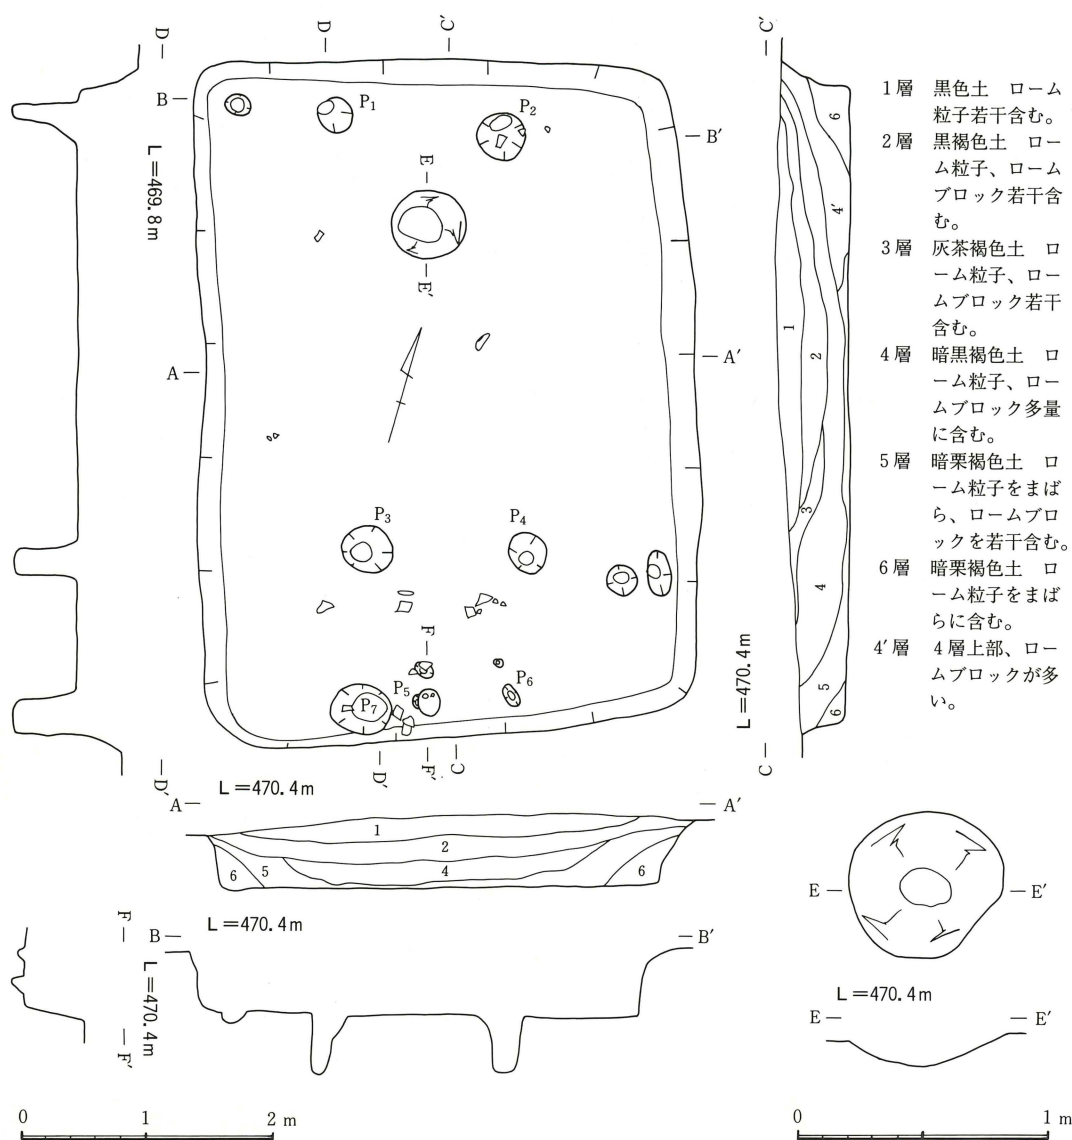 D
D
C'
C'
B
P1
P2
B'
E
E'
L=469.8m
A
A'
P3
P4
F
P5
P6
P7
D'
D'
F'
C
C
L=470.4m
6
4'
1
2
3
4
5
6
1層 黒色土 ローム
粒子若干含む。
2層 黒褐色土 ロー
ム粒子、ローム
ブロック若干含
む。
3層 灰茶褐色土 ロ
ーム粒子、ロー
ムブロック若干
含む。
4層 暗黒褐色土 ロ
ーム粒子、ロー
ムブロック多量
に含む。
5層 暗栗褐色土 ロ
ーム粒子をまば
ら、ロームブロ
ックを若干含む。
6層 暗栗褐色土 ロ
ーム粒子をまば
らに含む。
4'層 4層上部、ロー
ムブロックが多
い。
L=470.4m
A
A'
1
2
4
5
6
6
L=470.4m
B
B'
F
F'
L=470.4m
E
E'
L=470.4m
E
E'
0 1 2 m
0 1 m